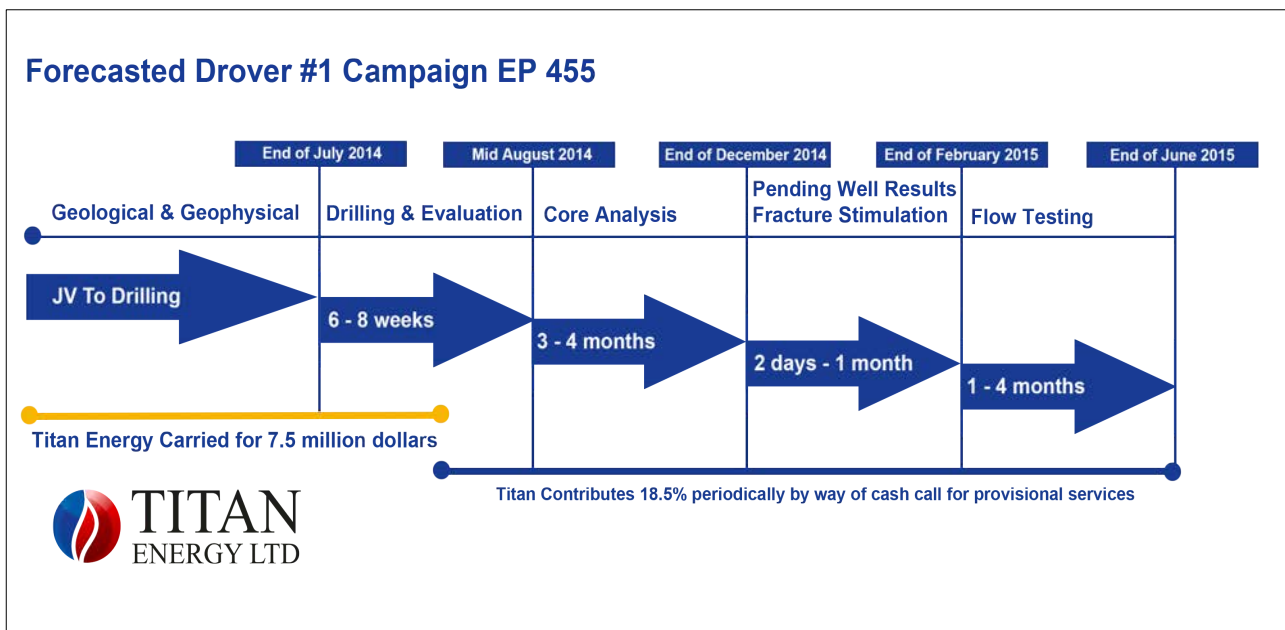 Forecasted Drover #1 Campaign EP 455
End of July 2014
Mid August 2014
End of December 2014
End of February 2015
End of June 2015
Geological & Geophysical
Drilling & Evaluation
Core Analysis
Pending Well Results
Fracture Stimulation
Flow Testing
JV To Drilling
6 - 8 weeks
3 - 4 months
2 days - 1 month
1 - 4 months
Titan Energy Carried for 7.5 million dollars
Titan Contributes 18.5% periodically by way of cash call for provisional services
TITAN
ENERGY LTD